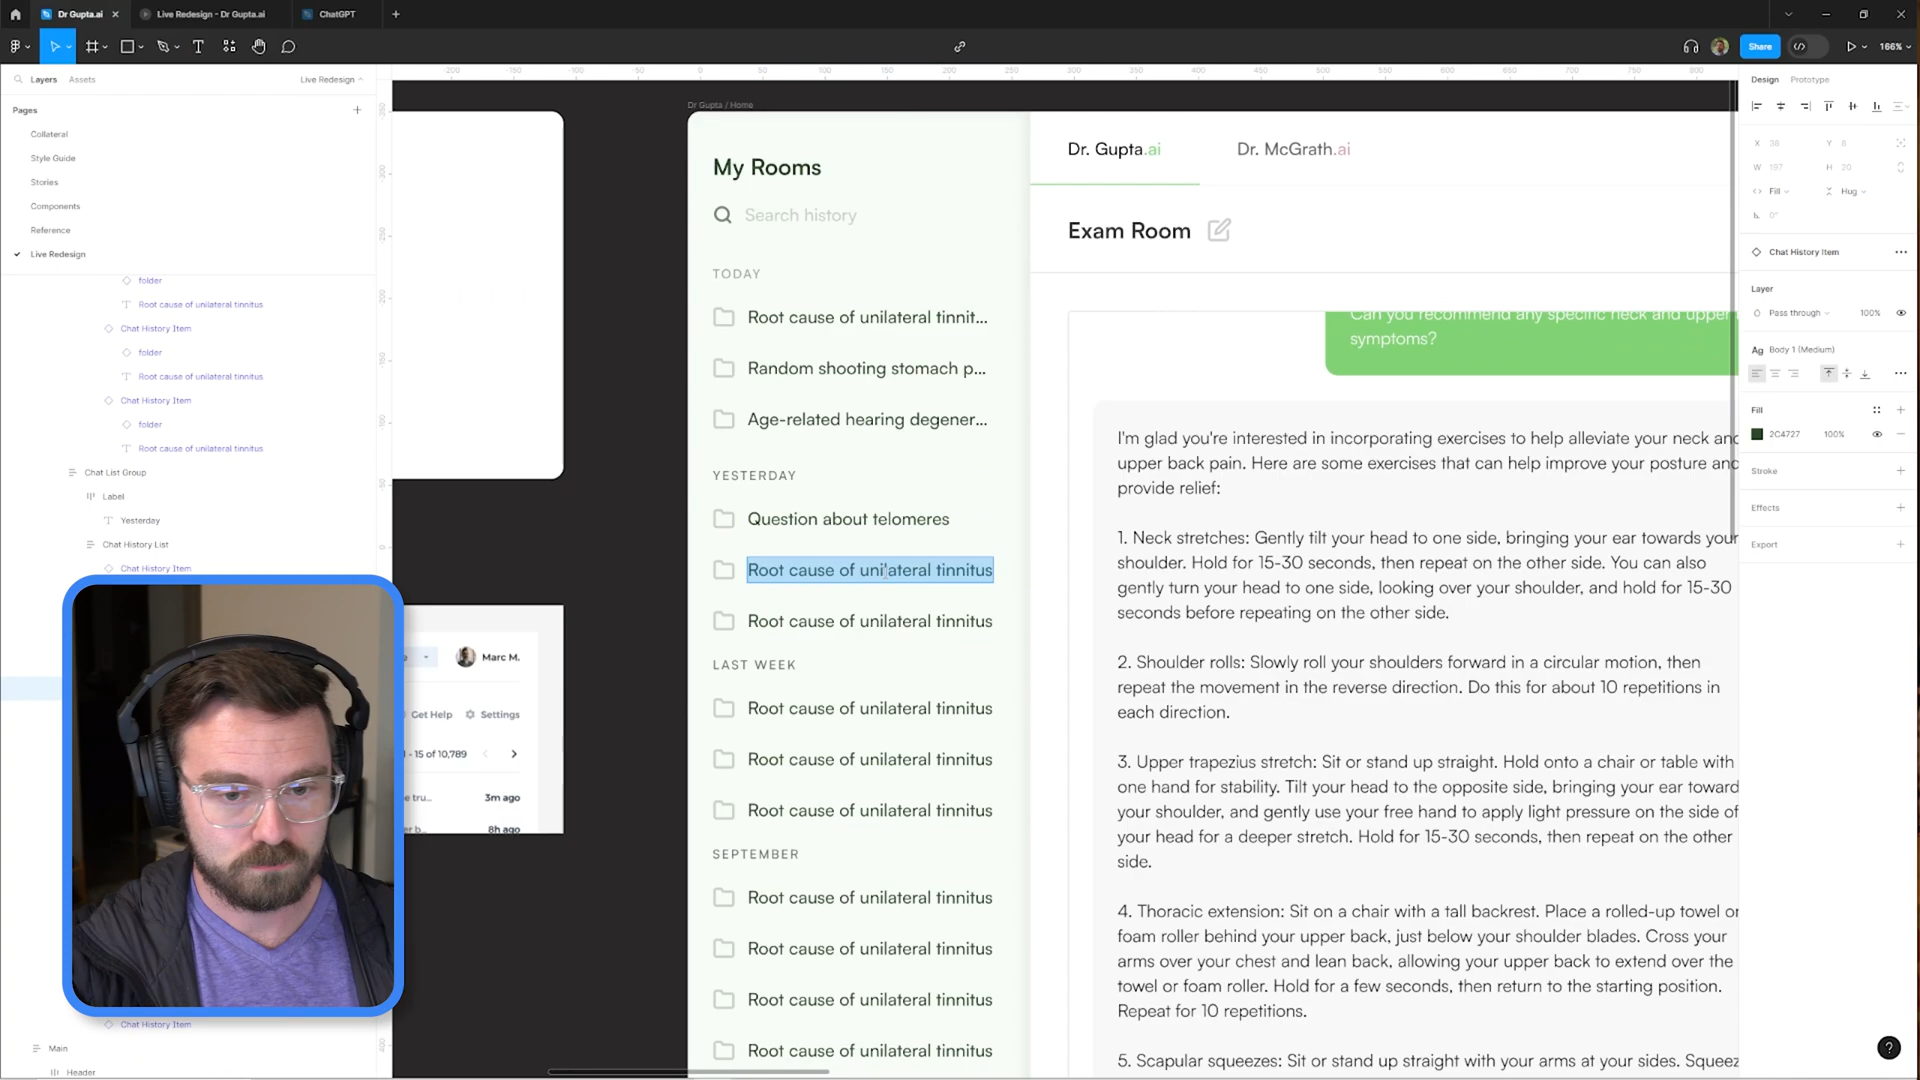 Dr Gupta.ai
Live Redesign - Dr Gupta.ai
ChatGPT
Share
166%
Layers
Assets
Live Redesign
Pages
Collateral
Style Guide
Stories
Components
Reference
Live Redesign
folder
Root cause of unilateral tinnitus
Chat History Item
folder
Root cause of unilateral tinnitus
Chat History Item
folder
Root cause of unilateral tinnitus
Chat List Group
Label
Yesterday
Chat History List
Chat History Item
Chat History Item
Main
Header
Marc M.
Get Help
Settings
- 15 of 10,789
3m ago
8h ago
Dr Gupta / Home
My Rooms
Search history
TODAY
Root cause of unilateral tinnit...
Random shooting stomach p...
Age-related hearing degener...
YESTERDAY
Question about telomeres
Root cause of unilateral tinnitus
Root cause of unilateral tinnitus
LAST WEEK
Root cause of unilateral tinnitus
Root cause of unilateral tinnitus
Root cause of unilateral tinnitus
SEPTEMBER
Root cause of unilateral tinnitus
Root cause of unilateral tinnitus
Root cause of unilateral tinnitus
Root cause of unilateral tinnitus
Dr. Gupta.ai
Dr. McGrath.ai
Exam Room
Can you recommend any specific neck and upper
symptoms?
I'm glad you're interested in incorporating exercises to help alleviate your neck and
upper back pain. Here are some exercises that can help improve your posture and
provide relief:
1. Neck stretches: Gently tilt your head to one side, bringing your ear towards your
shoulder. Hold for 15-30 seconds, then repeat on the other side. You can also
gently turn your head to one side, looking over your shoulder, and hold for 15-30
seconds before repeating on the other side.
2. Shoulder rolls: Slowly roll your shoulders forward in a circular motion, then
repeat the movement in the reverse direction. Do this for about 10 repetitions in
each direction.
3. Upper trapezius stretch: Sit or stand up straight. Hold onto a chair or table with
one hand for stability. Tilt your head to the opposite side, bringing your ear toward
your shoulder, and gently use your free hand to apply light pressure on the side of
your head for a deeper stretch. Hold for 15-30 seconds, then repeat on the other
side.
4. Thoracic extension: Sit on a chair with a tall backrest. Place a rolled-up towel or
foam roller behind your upper back, just below your shoulder blades. Cross your
arms over your chest and lean back, allowing your upper back to extend over the
towel or foam roller. Hold for a few seconds, then return to the starting position.
Repeat for 10 repetitions.
5. Scapular squeezes: Sit or stand up straight with your arms at your sides. Squeez
Design
Prototype
X 38
Y 8
W 197
H 20
Fill
Hug
0°
Chat History Item
Layer
Pass through
100%
Ag Body 1 (Medium)
Fill
2C4727
100%
Stroke
Effects
Export
?